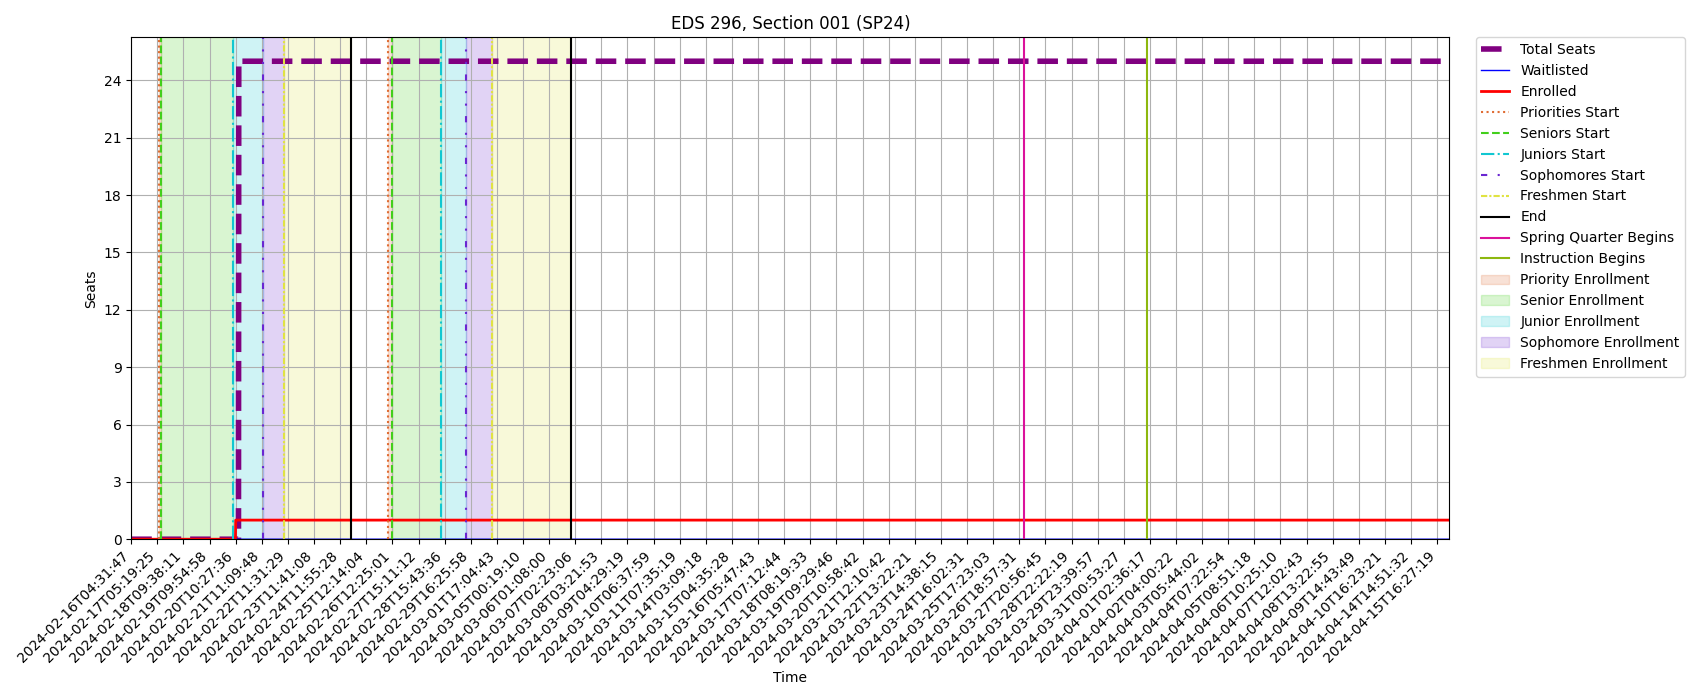 EDS 296, Section 001 (SP24)
Seats
24
21
18
15
12
9
6
3
0
2024-02-16T04:31:47
2024-02-17T05:19:25
2024-02-18T09:38:11
2024-02-19T09:54:58
2024-02-20T10:27:36
2024-02-21T11:09:48
2024-02-22T11:31:29
2024-02-23T11:41:08
2024-02-24T11:55:28
2024-02-25T12:14:04
2024-02-26T12:25:01
2024-02-27T15:11:12
2024-02-28T15:43:36
2024-02-29T16:25:58
2024-03-01T17:04:43
2024-03-05T00:19:10
2024-03-06T01:08:00
2024-03-07T02:23:06
2024-03-08T03:21:53
2024-03-09T04:29:19
2024-03-10T06:37:59
2024-03-11T07:35:19
2024-03-14T03:09:18
2024-03-15T04:35:28
2024-03-16T05:47:43
2024-03-17T07:12:44
2024-03-18T08:19:33
2024-03-19T09:29:46
2024-03-20T10:58:42
2024-03-21T12:10:42
2024-03-22T13:22:21
2024-03-23T14:38:15
2024-03-24T16:02:31
2024-03-25T17:23:03
2024-03-26T18:57:31
2024-03-27T20:56:45
2024-03-28T22:22:19
2024-03-29T23:39:57
2024-03-31T00:53:27
2024-04-01T02:36:17
2024-04-02T04:00:22
2024-04-03T05:44:02
2024-04-04T07:22:54
2024-04-05T08:51:18
2024-04-06T10:25:10
2024-04-07T12:02:43
2024-04-08T13:22:55
2024-04-09T14:43:49
2024-04-10T16:23:21
2024-04-14T14:51:32
2024-04-15T16:27:19
Time
Total Seats
Waitlisted
Enrolled
Priorities Start
Seniors Start
Juniors Start
Sophomores Start
Freshmen Start
End
Spring Quarter Begins
Instruction Begins
Priority Enrollment
Senior Enrollment
Junior Enrollment
Sophomore Enrollment
Freshmen Enrollment